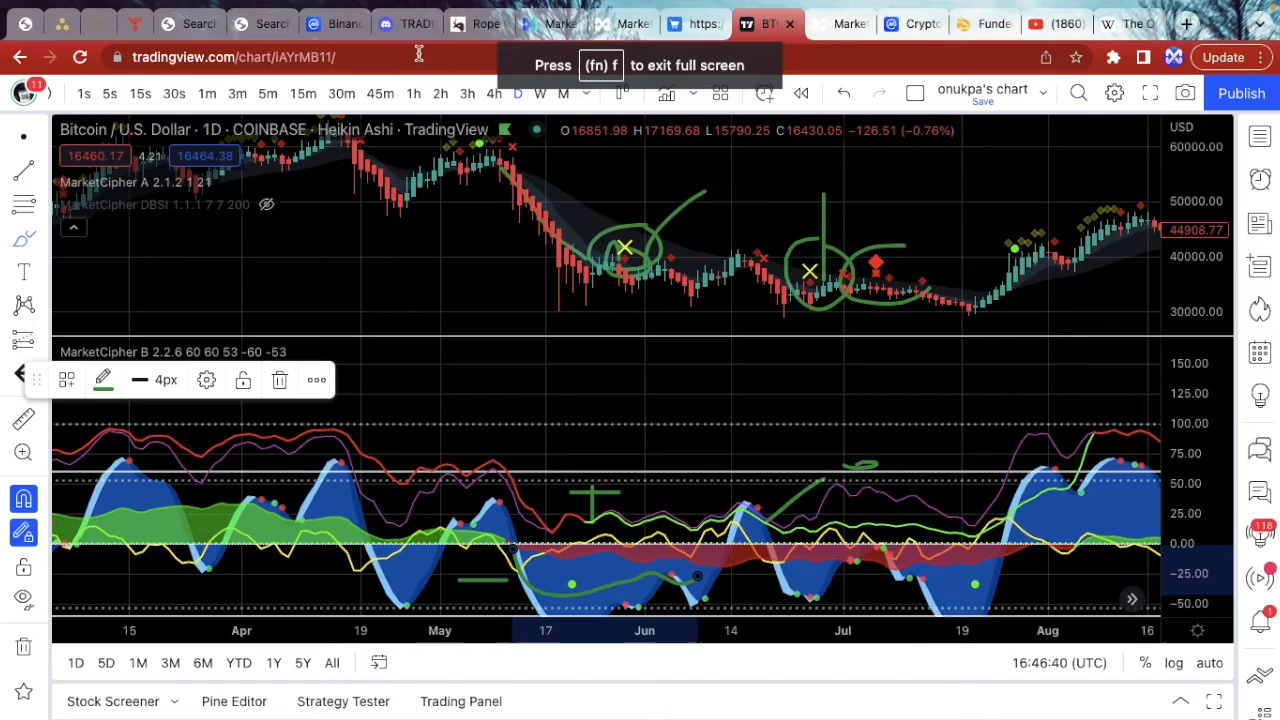 Search
Search
Binanc
TRADI
Rope (
Marke
Marke
https:/
BT
Market
Crypto
Funde
(1860)
The O
tradingview.com/chart/iAYrMB11/
Press (fn) f to exit full screen
Update
11
1s 5s 15s 30s 1m 3m 5m 15m 30m 45m 1h 2h 3h 4h D W M
onukpa's chart
Save
Publish
Bitcoin / U.S. Dollar · 1D · COINBASE · Heikin Ashi · TradingView
O16851.98 H17169.68 L15790.25 C16430.05 −126.51 (−0.76%)
USD
16460.17 4.21 16464.38
60000.00
MarketCipher A 2.1.2 1 21
MarketCipher DBSI 1.1.1 7 7 200
50000.00
44908.77
40000.00
30000.00
MarketCipher B 2.2.6 60 60 53 -60 -53
4px
150.00
125.00
100.00
75.00
50.00
25.00
0.00
−25.00
−50.00
118
1
15 Apr 19 May 17 Jun 14 Jul 19 Aug 16
1D 5D 1M 3M 6M YTD 1Y 5Y All
16:46:40 (UTC) % log auto
Stock Screener Pine Editor Strategy Tester Trading Panel